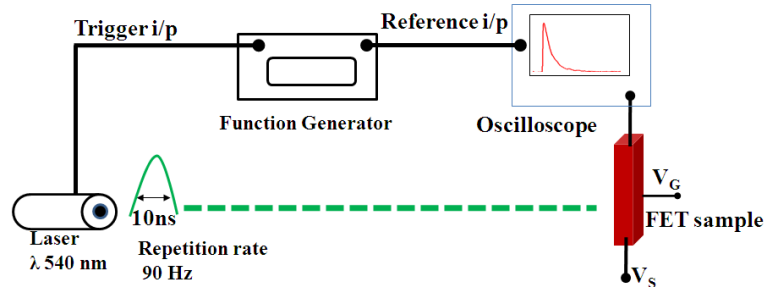 Trigger i/p
Reference i/p
Function Generator
Oscilloscope
V_G
FET sample
10ns
Laser
λ 540 nm
Repetition rate
90 Hz
V_S